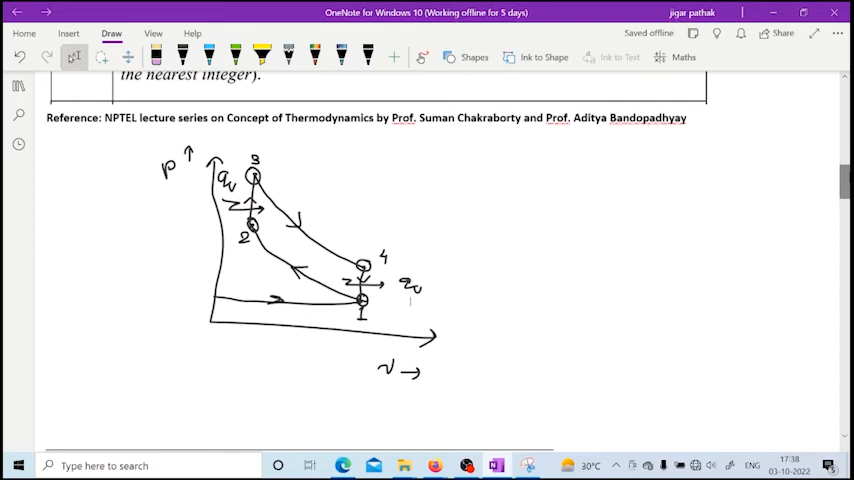 OneNote for Windows 10 (Working offline for 5 days)
jigar pathak
Home
Insert
Draw
View
Help
Saved offline
Share
Shapes
Ink to Shape
Ink to Text
Maths
the nearest integer).
Reference: NPTEL lecture series on Concept of Thermodynamics by Prof. Suman Chakraborty and Prof. Aditya Bandopadhyay
P ↑
3
qv
2
4
qv
1
v →
Type here to search
30°C
ENG
17:38
03-10-2022
5